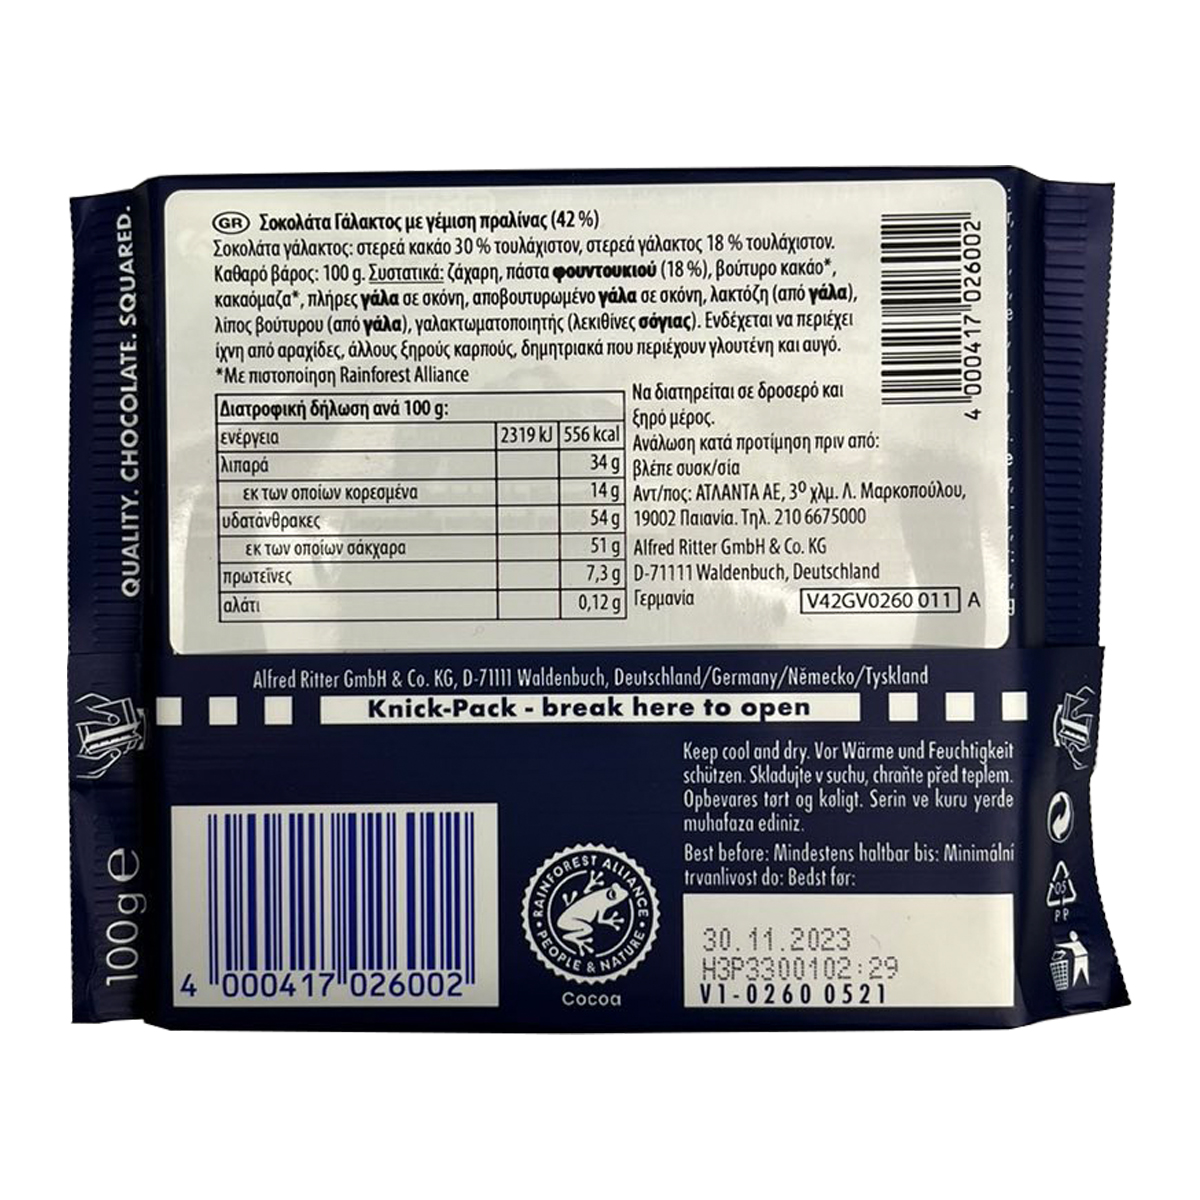 GR Σοκολάτα Γάλακτος με γέμιση πραλίνας (42 %)
Σοκολάτα γάλακτος: στερεά κακάο 30 % τουλάχιστον, στερεά γάλακτος 18 % τουλάχιστον.
Καθαρό βάρος: 100 g. Συστατικά: ζάχαρη, πάστα φουντουκιού (18 %), βούτυρο κακάο*,
κακαόμαζα*, πλήρες γάλα σε σκόνη, αποβουτυρωμένο γάλα σε σκόνη, λακτόζη (από γάλα),
λίπος βούτυρου (από γάλα), γαλακτωματοποιητής (λεκιθίνες σόγιας). Ενδέχεται να περιέχει
ίχνη από αραχίδες, άλλους ξηρούς καρπούς, δημητριακά που περιέχουν γλουτένη και αυγό.
*Με πιστοποίηση Rainforest Alliance
Διατροφική δήλωση ανά 100 g:
ενέργεια 2319 kJ 556 kcal
λιπαρά 34 g
εκ των οποίων κορεσμένα 14 g
υδατάνθρακες 54 g
εκ των οποίων σάκχαρα 51 g
πρωτεΐνες 7,3 g
αλάτι 0,12 g
Να διατηρείται σε δροσερό και
ξηρό μέρος.
Ανάλωση κατά προτίμηση πριν από:
βλέπε συσκ/σία
Αντ/πος: ΑΤΛΑΝΤΑ ΑΕ, 3º χλμ. Λ. Μαρκοπούλου,
19002 Παιανία. Τηλ. 210 6675000
Alfred Ritter GmbH & Co. KG
D-71111 Waldenbuch, Deutschland
Γερμανία V42GV0260 011 A
4 000417 026002
QUALITY. CHOCOLATE. SQUARED.
Alfred Ritter GmbH & Co. KG, D-71111 Waldenbuch, Deutschland/Germany/Německo/Tyskland
Knick-Pack - break here to open
Keep cool and dry. Vor Wärme und Feuchtigkeit
schützen. Skladujte v suchu, chraňte před teplem.
Opbevares tørt og køligt. Serin ve kuru yerde
muhafaza ediniz.
Best before: Mindestens haltbar bis: Minimální
trvanlivost do: Bedst før:
30.11.2023
H3P3300102:29
V1-0260 0521
4 000417 026002
RAINFOREST ALLIANCE
PEOPLE & NATURE
Cocoa
100 g e
05
PP